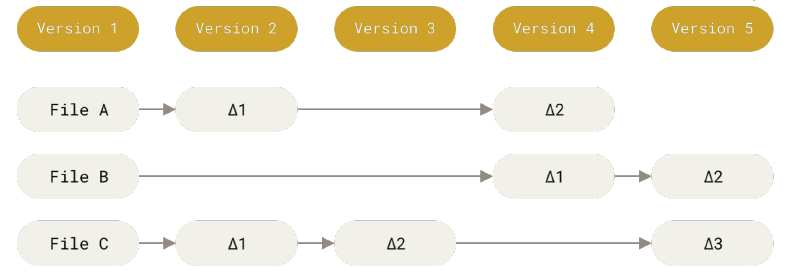 Version 1 Version 2 Version 3 Version 4 Version 5
File A Δ1 Δ2
File B Δ1 Δ2
File C Δ1 Δ2 Δ3